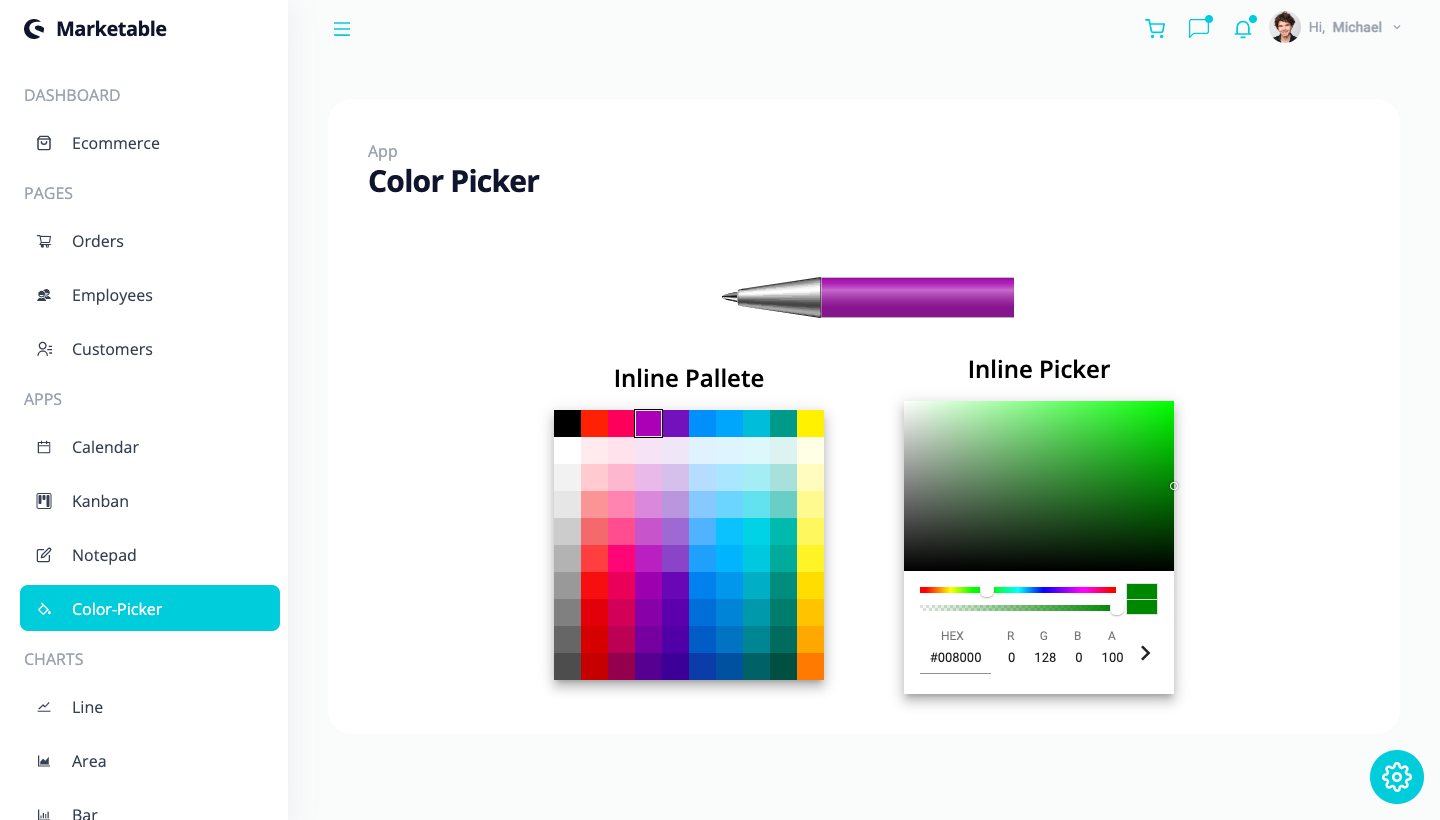 Marketable
Hi, Michael
DASHBOARD
Ecommerce
PAGES
Orders
Employees
Customers
APPS
Calendar
Kanban
Notepad
Color-Picker
CHARTS
Line
Area
Bar
App
Color Picker
Inline Pallete
Inline Picker
HEX R G B A
#008000 0 128 0 100